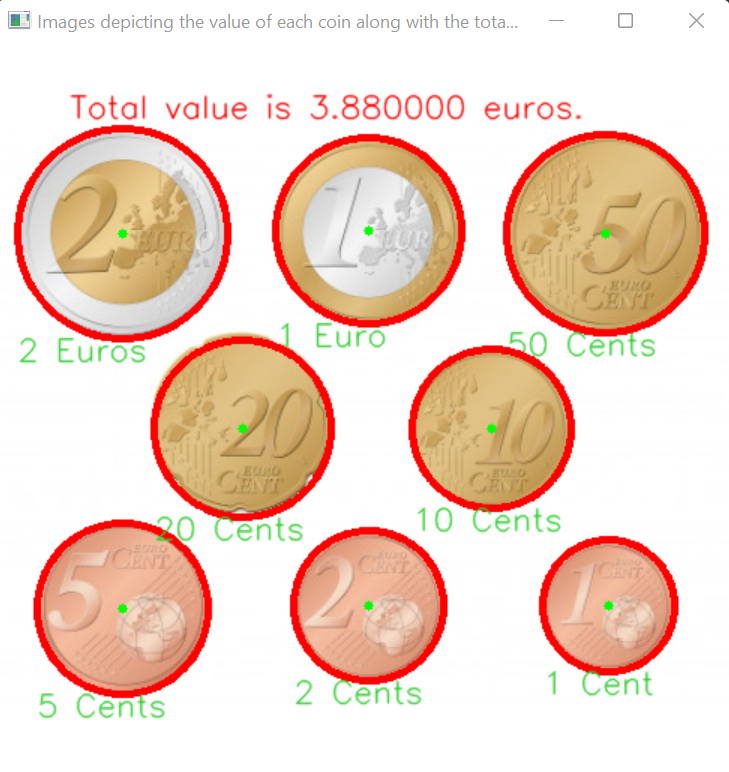 Images depicting the value of each coin along with the tota...
Total value is 3.880000 euros.
2 EURO
1 EURO
50 EURO CENT
2 Euros
1 Euro
50 Cents
20 EURO CENT
10 EURO CENT
20 Cents
10 Cents
5 EURO CENT
2 EURO CENT
1 EURO CENT
5 Cents
2 Cents
1 Cent